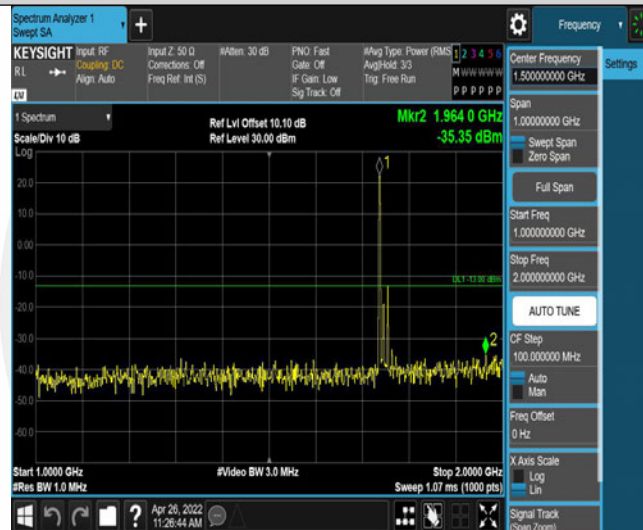 Spectrum Analyzer 1
Swept SA
Frequency
KEYSIGHT Input: RF
RL
Coupling: DC
Align: Auto
LXI
Input Z: 50 Ω
Corrections: Off
Freq Ref: Int (S)
#Atten: 30 dB
PNO: Fast
Gate: Off
IF Gain: Low
Sig Track: Off
#Avg Type: Power (RMS
Avg|Hold: 3/3
Trig: Free Run
1 2 3 4 5 6
M W W W W W
P P P P P P
Center Frequency
1.500000000 GHz
Settings
Span
1.00000000 GHz
Swept Span
Zero Span
Full Span
Start Freq
1.000000000 GHz
Stop Freq
2.000000000 GHz
AUTO TUNE
CF Step
100.000000 MHz
Auto
Man
Freq Offset
0 Hz
X Axis Scale
Log
Lin
Signal Track
(Span Zoom)
1 Spectrum
Scale/Div 10 dB
Log
Ref Lvl Offset 10.10 dB
Ref Level 30.00 dBm
Mkr2 1.964 0 GHz
-35.35 dBm
1
20.0
10.0
0.00
-10.0
DL1 -13.00 dBm
-20.0
-30.0
2
-40.0
-50.0
-60.0
Start 1.0000 GHz
#Res BW 1.0 MHz
#Video BW 3.0 MHz
Stop 2.0000 GHz
Sweep 1.07 ms (1000 pts)
?
Apr 26, 2022
11:26:44 AM